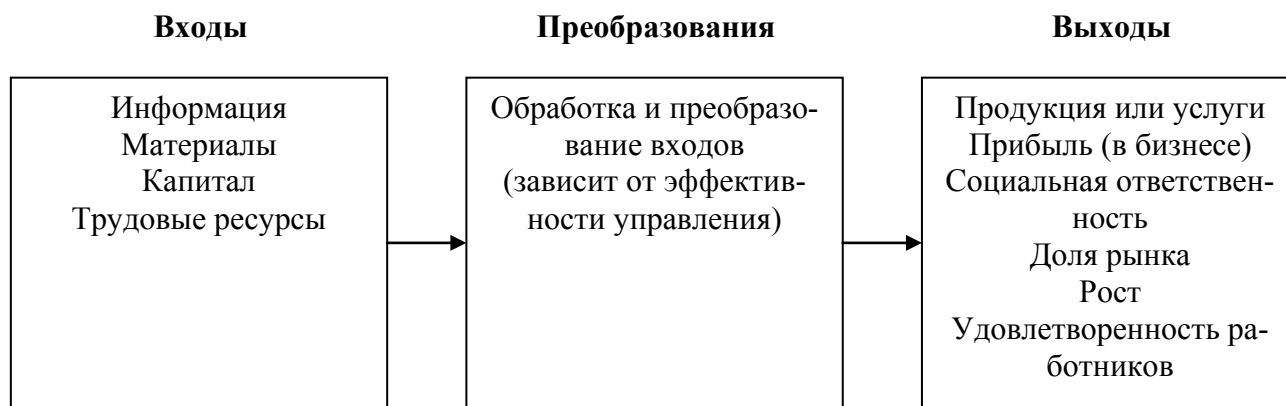 Входы
Преобразования
Выходы
Информация
Материалы
Капитал
Трудовые ресурсы
Обработка и преобразо-
вание входов
(зависит от эффектив-
ности управления)
Продукция или услуги
Прибыль (в бизнесе)
Социальная ответствен-
ность
Доля рынка
Рост
Удовлетворенность ра-
ботников